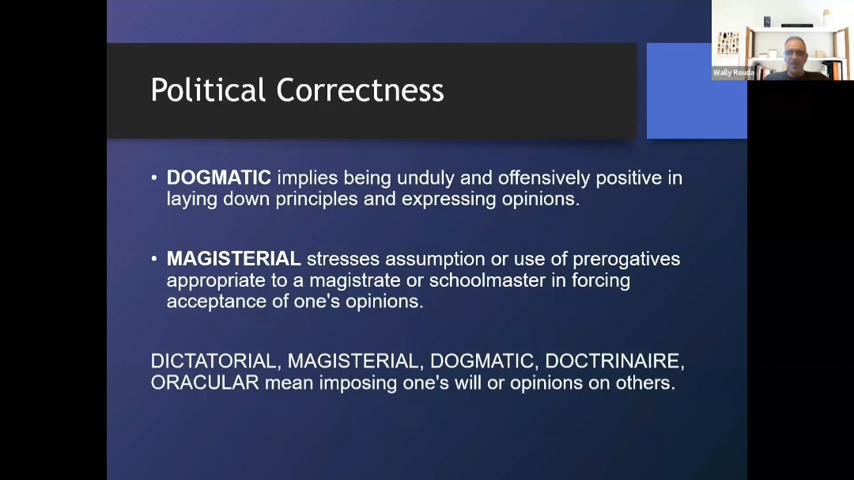 Political Correctness
Wally Rouda
• DOGMATIC implies being unduly and offensively positive in
laying down principles and expressing opinions.
• MAGISTERIAL stresses assumption or use of prerogatives
appropriate to a magistrate or schoolmaster in forcing
acceptance of one's opinions.
DICTATORIAL, MAGISTERIAL, DOGMATIC, DOCTRINAIRE,
ORACULAR mean imposing one's will or opinions on others.